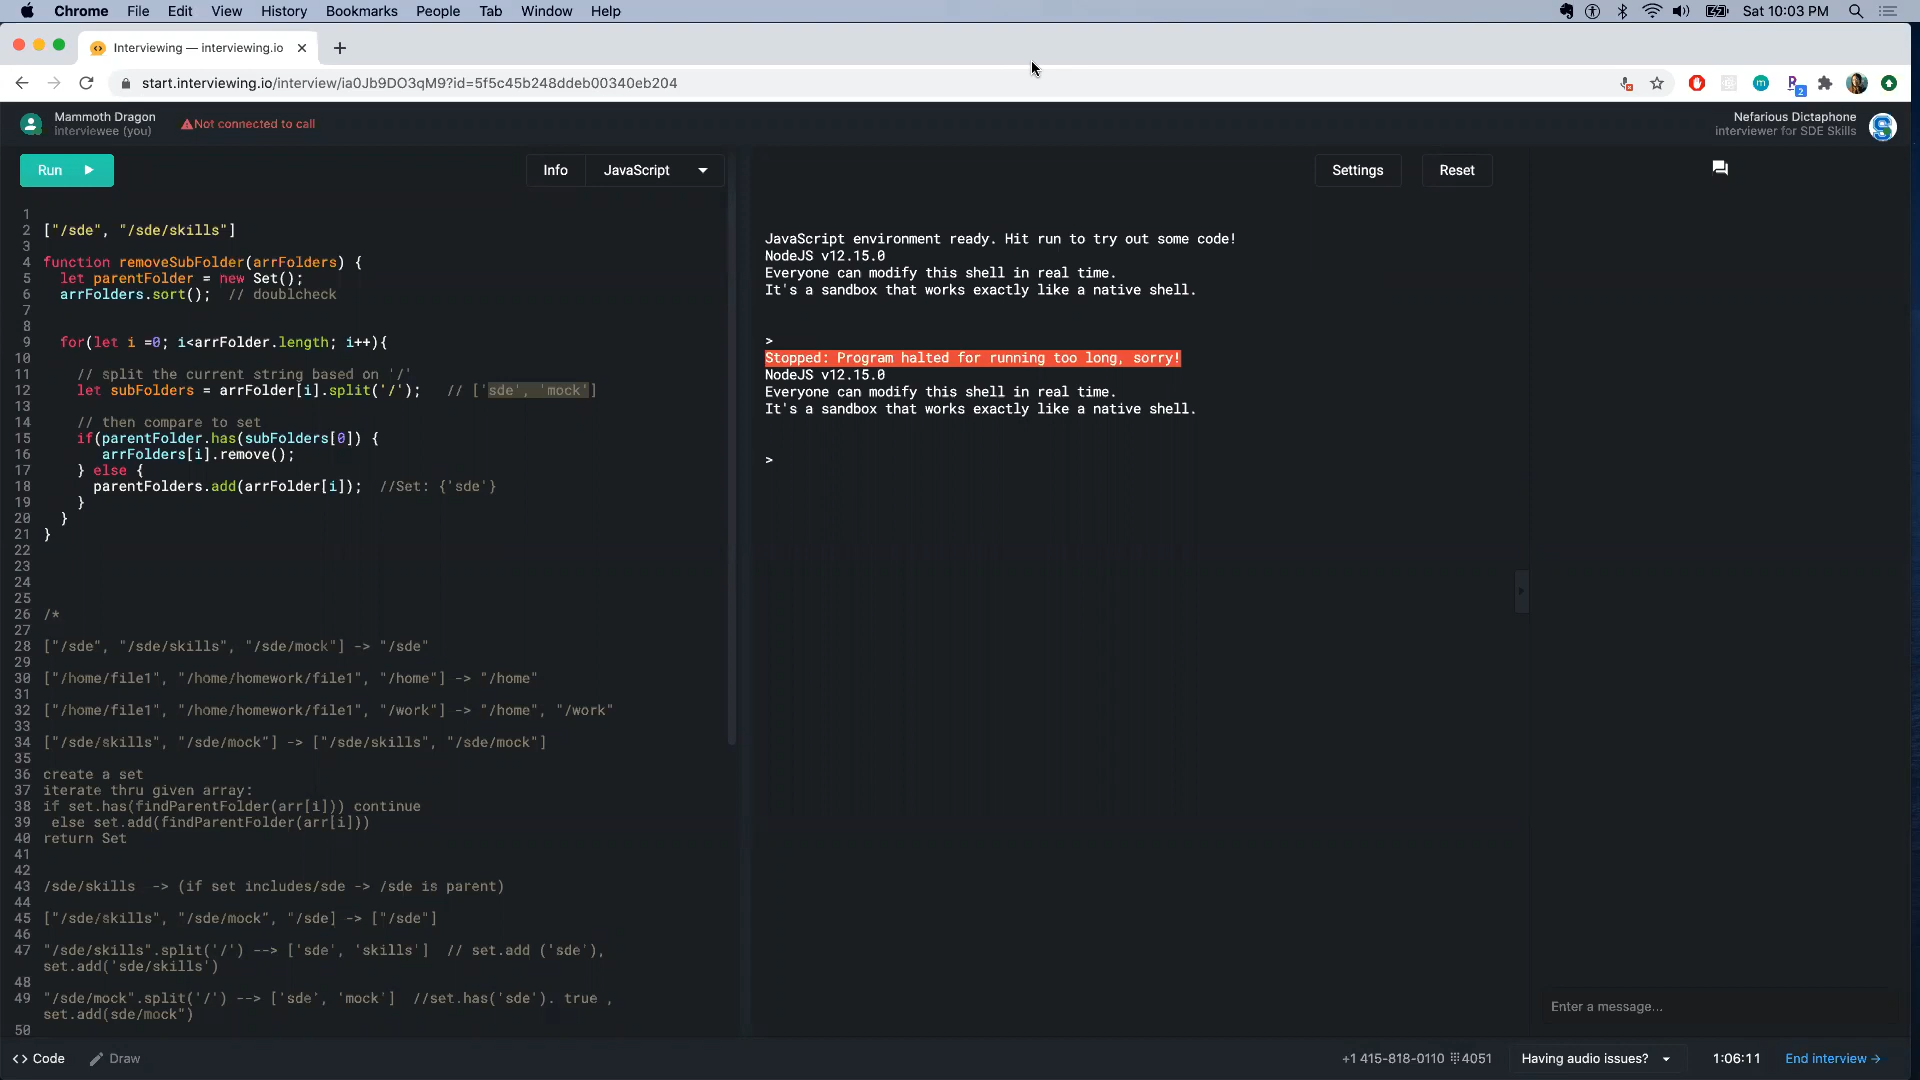 Chrome File Edit View History Bookmarks People Tab Window Help
Sat 10:03 PM
Interviewing — interviewing.io
start.interviewing.io/interview/ia0Jb9DO3qM9?id=5f5c45b248ddeb00340eb204
2
Mammoth Dragon
interviewee (you)
Not connected to call
Nefarious Dictaphone
interviewer for SDE Skills
Run
Info
JavaScript
Settings
Reset
1
2 ["/sde", "/sde/skills"]
3
4 function removeSubFolder(arrFolders) {
5 let parentFolder = new Set();
6 arrFolders.sort(); // doublcheck
7
8
9 for(let i =0; i<arrFolder.length; i++){
10
11 // split the current string based on '/'
12 let subFolders = arrFolder[i].split('/'); // ['sde', 'mock']
13
14 // then compare to set
15 if(parentFolder.has(subFolders[0]) {
16 arrFolders[i].remove();
17 } else {
18 parentFolders.add(arrFolder[i]); //Set: {'sde'}
19 }
20 }
21 }
22
23
24
25
26 /*
27
28 ["/sde", "/sde/skills", "/sde/mock"] -> "/sde"
29
30 ["/home/file1", "/home/homework/file1", "/home"] -> "/home"
31
32 ["/home/file1", "/home/homework/file1", "/work"] -> "/home", "/work"
33
34 ["/sde/skills", "/sde/mock"] -> ["/sde/skills", "/sde/mock"]
35
36 create a set
37 iterate thru given array:
38 if set.has(findParentFolder(arr[i])) continue
39 else set.add(findParentFolder(arr[i]))
40 return Set
41
42
43 /sde/skills -> (if set includes/sde -> /sde is parent)
44
45 ["/sde/skills", "/sde/mock", "/sde] -> ["/sde"]
46
47 "/sde/skills".split('/') --> ['sde', 'skills'] // set.add ('sde'),
set.add('sde/skills')
48
49 "/sde/mock".split('/') --> ['sde', 'mock'] //set.has('sde'). true ,
set.add(sde/mock")
50
JavaScript environment ready. Hit run to try out some code!
NodeJS v12.15.0
Everyone can modify this shell in real time.
It's a sandbox that works exactly like a native shell.
>
Stopped: Program halted for running too long, sorry!
NodeJS v12.15.0
Everyone can modify this shell in real time.
It's a sandbox that works exactly like a native shell.
>
Enter a message...
<> Code
Draw
+1 415-818-0110 4051
Having audio issues?
1:06:11
End interview →